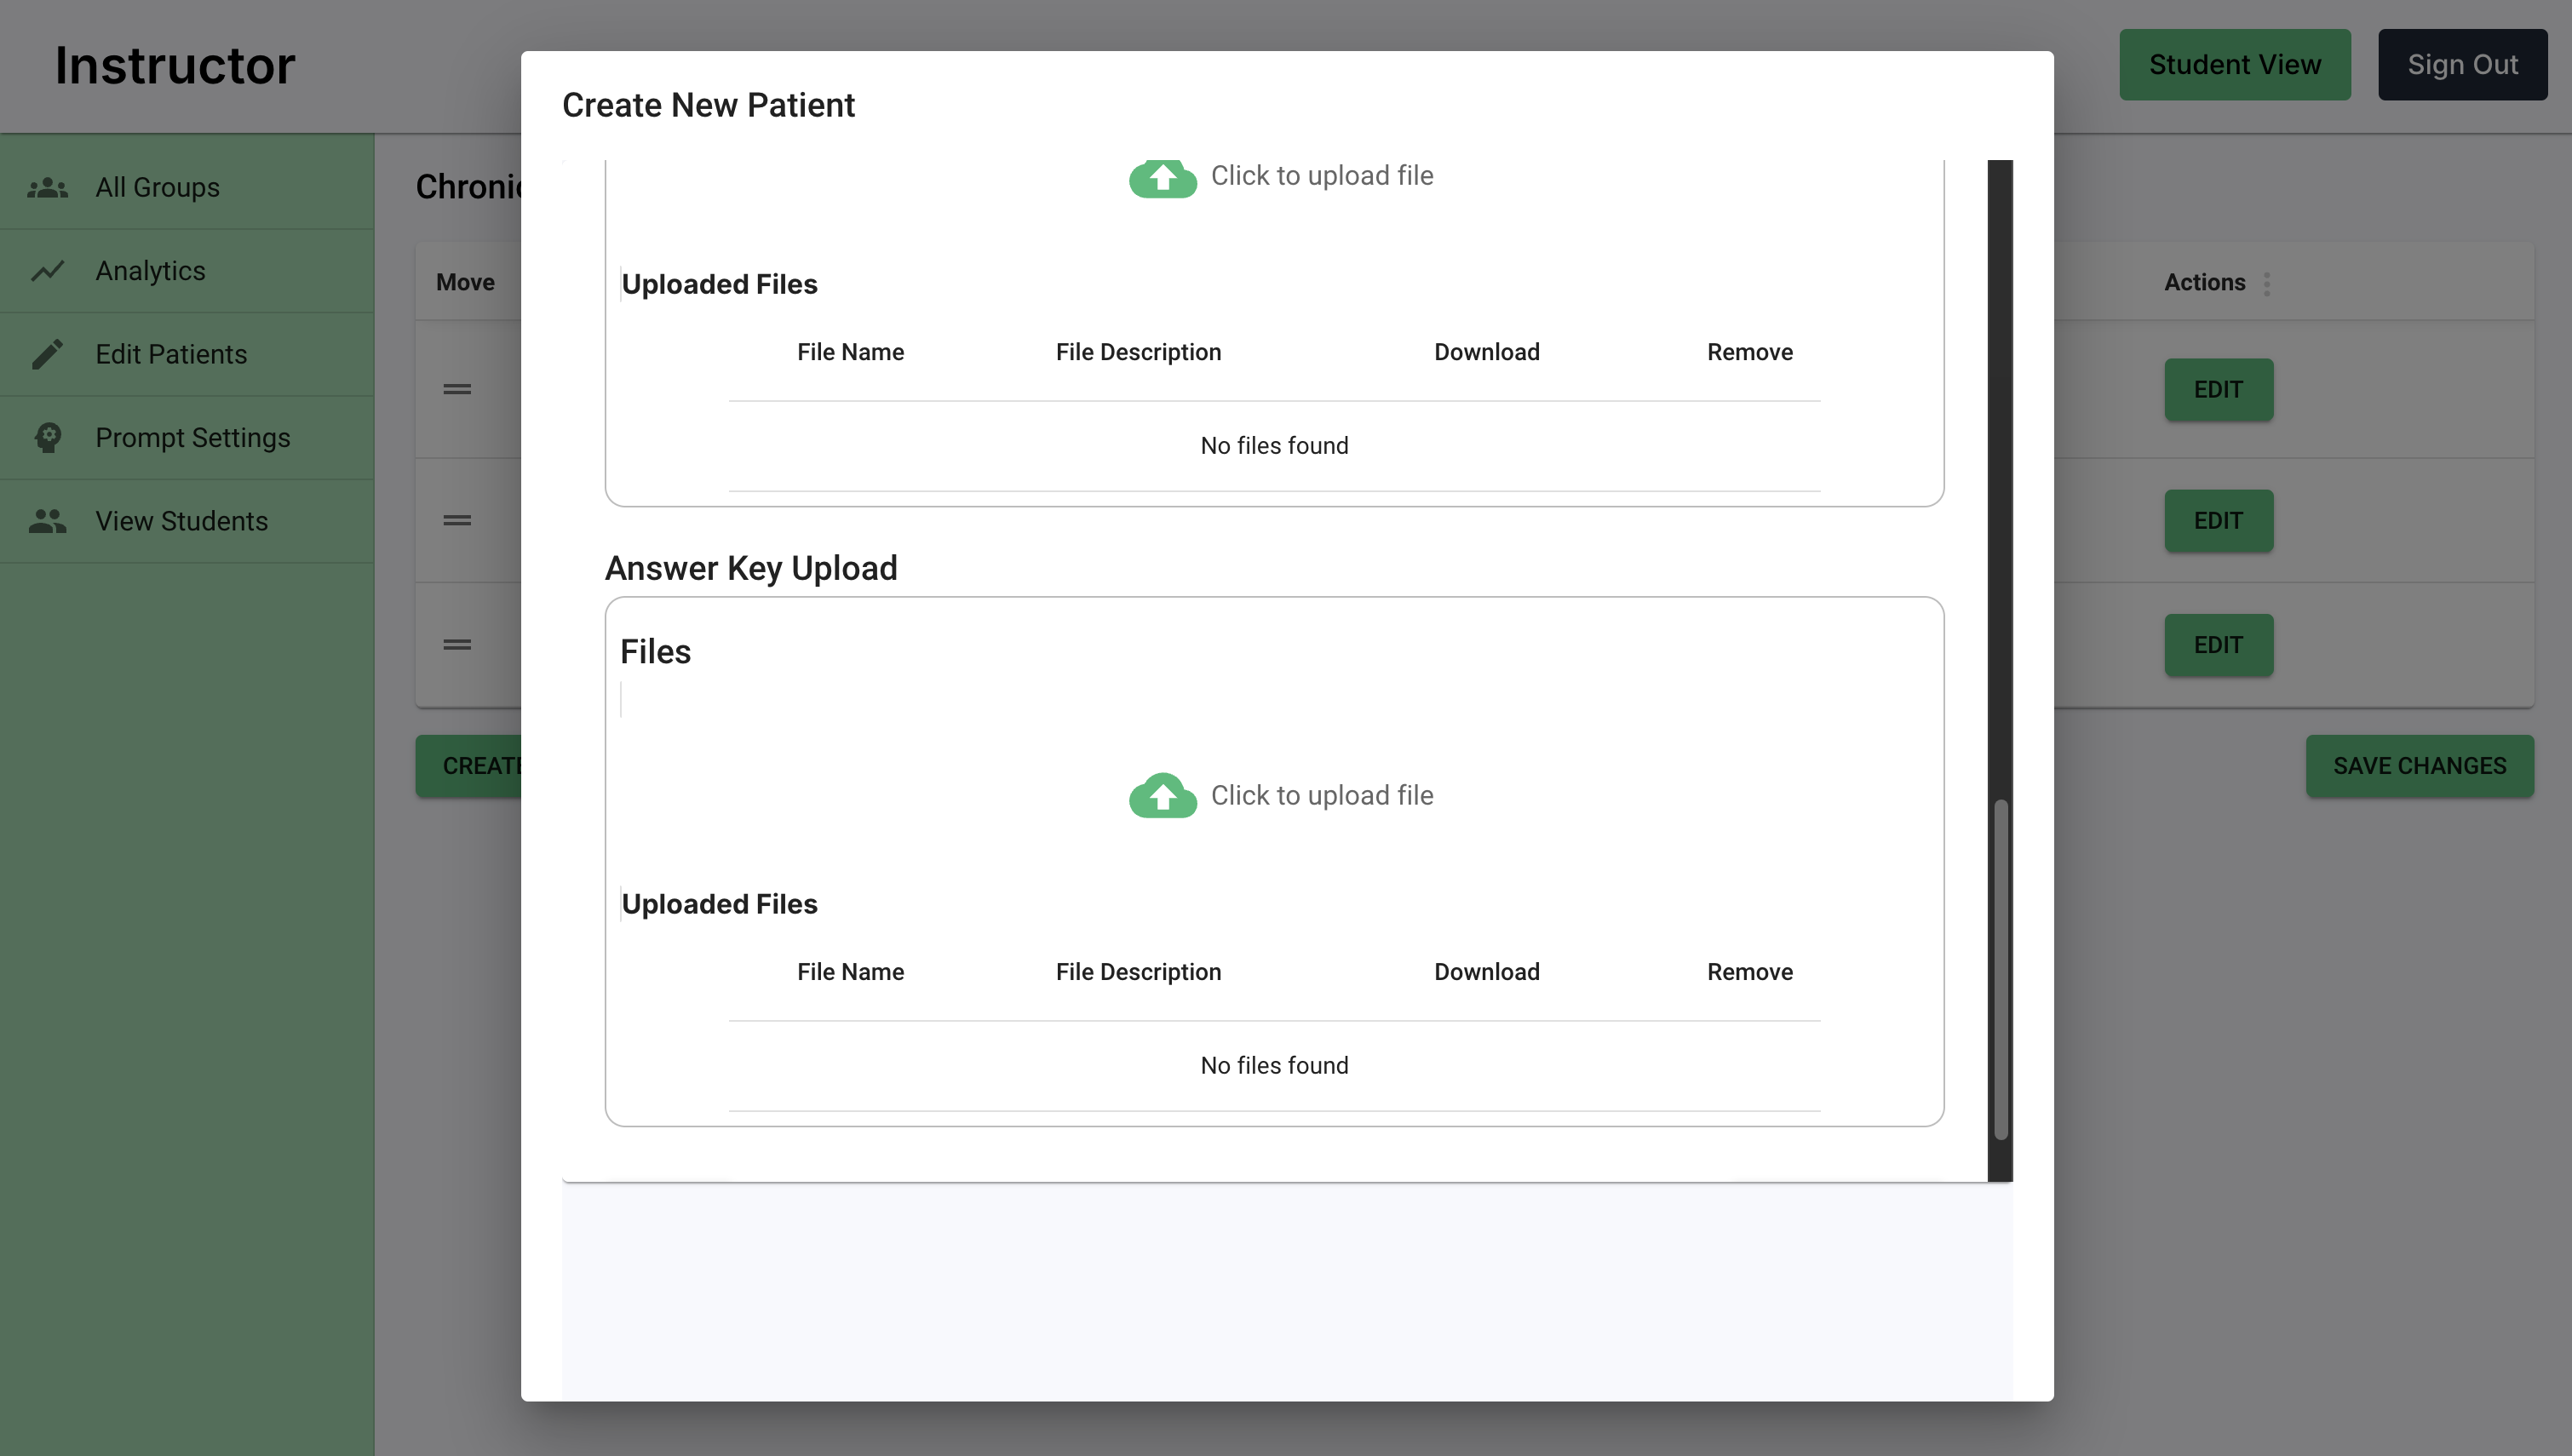 Instructor
Student View
Sign Out
All Groups
Analytics
Edit Patients
Prompt Settings
View Students
Move
Actions
EDIT
EDIT
EDIT
SAVE CHANGES
Create New Patient
Click to upload file
Uploaded Files
File Name File Description Download Remove
No files found
Answer Key Upload
Files
Click to upload file
Uploaded Files
File Name File Description Download Remove
No files found